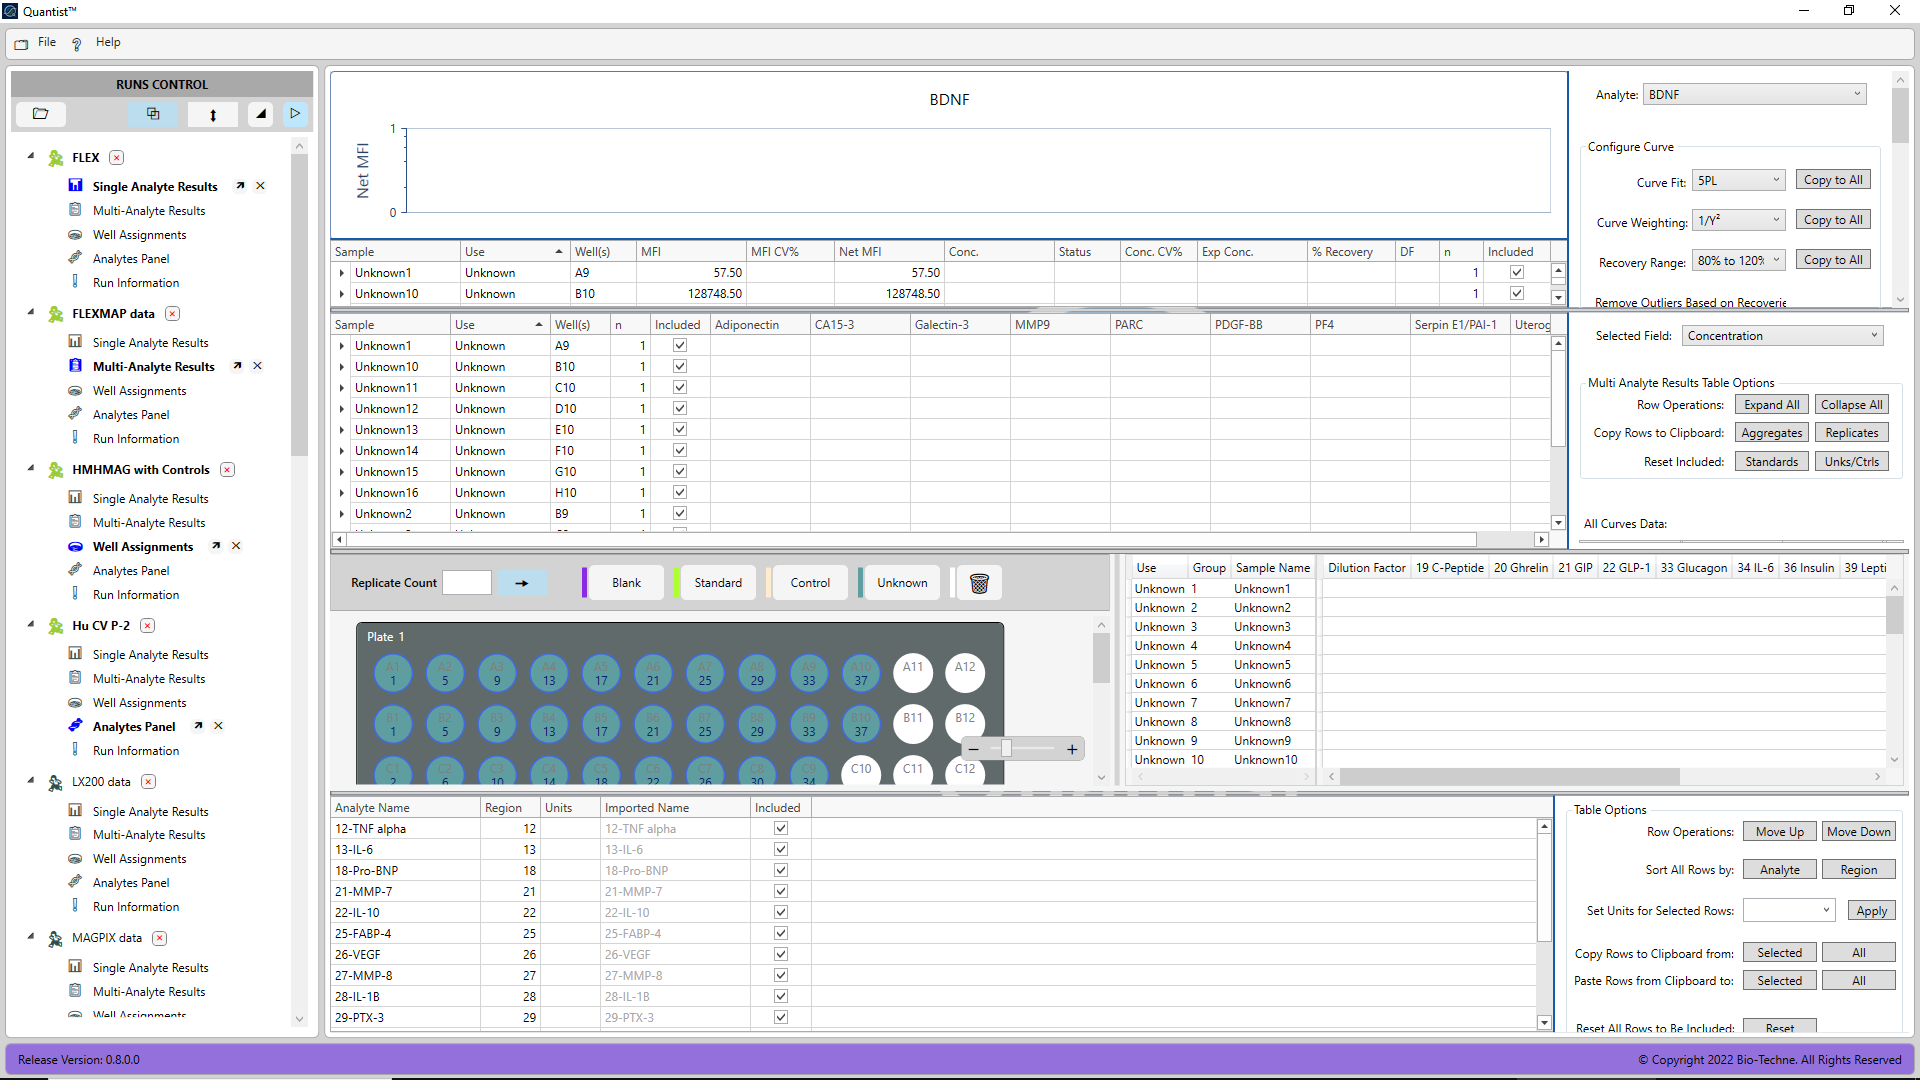 Quantist™
File Help
RUNS CONTROL
FLEX
Single Analyte Results
Multi-Analyte Results
Well Assignments
Analytes Panel
Run Information
FLEXMAP data
Single Analyte Results
Multi-Analyte Results
Well Assignments
Analytes Panel
Run Information
HMHMAG with Controls
Single Analyte Results
Multi-Analyte Results
Well Assignments
Analytes Panel
Run Information
Hu CV P-2
Single Analyte Results
Multi-Analyte Results
Well Assignments
Analytes Panel
Run Information
LX200 data
Single Analyte Results
Multi-Analyte Results
Well Assignments
Analytes Panel
Run Information
MAGPIX data
Single Analyte Results
Multi-Analyte Results
Well Assignments
BDNF
Net MFI
1
0
Sample Use Well(s) MFI MFI CV% Net MFI Conc. Status Conc. CV% Exp Conc. % Recovery DF n Included
Unknown1 Unknown A9 57.50 57.50 1
Unknown10 Unknown B10 128748.50 128748.50 1
Analyte: BDNF
Configure Curve
Curve Fit: 5PL Copy to All
Curve Weighting: 1/Y² Copy to All
Recovery Range: 80% to 120% Copy to All
Remove Outliers Based on Recoverie
Sample Use Well(s) n Included Adiponectin CA15-3 Galectin-3 MMP9 PARC PDGF-BB PF4 Serpin E1/PAI-1 Uterog
Unknown1 Unknown A9 1
Unknown10 Unknown B10 1
Unknown11 Unknown C10 1
Unknown12 Unknown D10 1
Unknown13 Unknown E10 1
Unknown14 Unknown F10 1
Unknown15 Unknown G10 1
Unknown16 Unknown H10 1
Unknown2 Unknown B9 1
Selected Field: Concentration
Multi Analyte Results Table Options
Row Operations: Expand All Collapse All
Copy Rows to Clipboard: Aggregates Replicates
Reset Included: Standards Unks/Ctrls
All Curves Data:
Replicate Count Blank Standard Control Unknown
Plate 1
A1 A2 A3 A4 A5 A6 A7 A8 A9 A10 A11 A12
1 5 9 13 17 21 25 29 33 37
B1 B2 B3 B4 B5 B6 B7 B8 B9 B10 B11 B12
1 5 9 13 17 21 25 29 33 37
C1 C2 C3 C4 C5 C6 C7 C8 C9 C10 C11 C12
2 6 10 14 18 22 26 30 34
Use Group Sample Name Dilution Factor 19 C-Peptide 20 Ghrelin 21 GIP 22 GLP-1 33 Glucagon 34 IL-6 36 Insulin 39 Lepti
Unknown 1 Unknown1
Unknown 2 Unknown2
Unknown 3 Unknown3
Unknown 4 Unknown4
Unknown 5 Unknown5
Unknown 6 Unknown6
Unknown 7 Unknown7
Unknown 8 Unknown8
Unknown 9 Unknown9
Unknown 10 Unknown10
Analyte Name Region Units Imported Name Included
12-TNF alpha 12 12-TNF alpha
13-IL-6 13 13-IL-6
18-Pro-BNP 18 18-Pro-BNP
21-MMP-7 21 21-MMP-7
22-IL-10 22 22-IL-10
25-FABP-4 25 25-FABP-4
26-VEGF 26 26-VEGF
27-MMP-8 27 27-MMP-8
28-IL-1B 28 28-IL-1B
29-PTX-3 29 29-PTX-3
Table Options
Row Operations: Move Up Move Down
Sort All Rows by: Analyte Region
Set Units for Selected Rows: Apply
Copy Rows to Clipboard from: Selected All
Paste Rows from Clipboard to: Selected All
Reset All Rows to Be Included: Reset
Release Version: 0.8.0.0
© Copyright 2022 Bio-Techne. All Rights Reserved